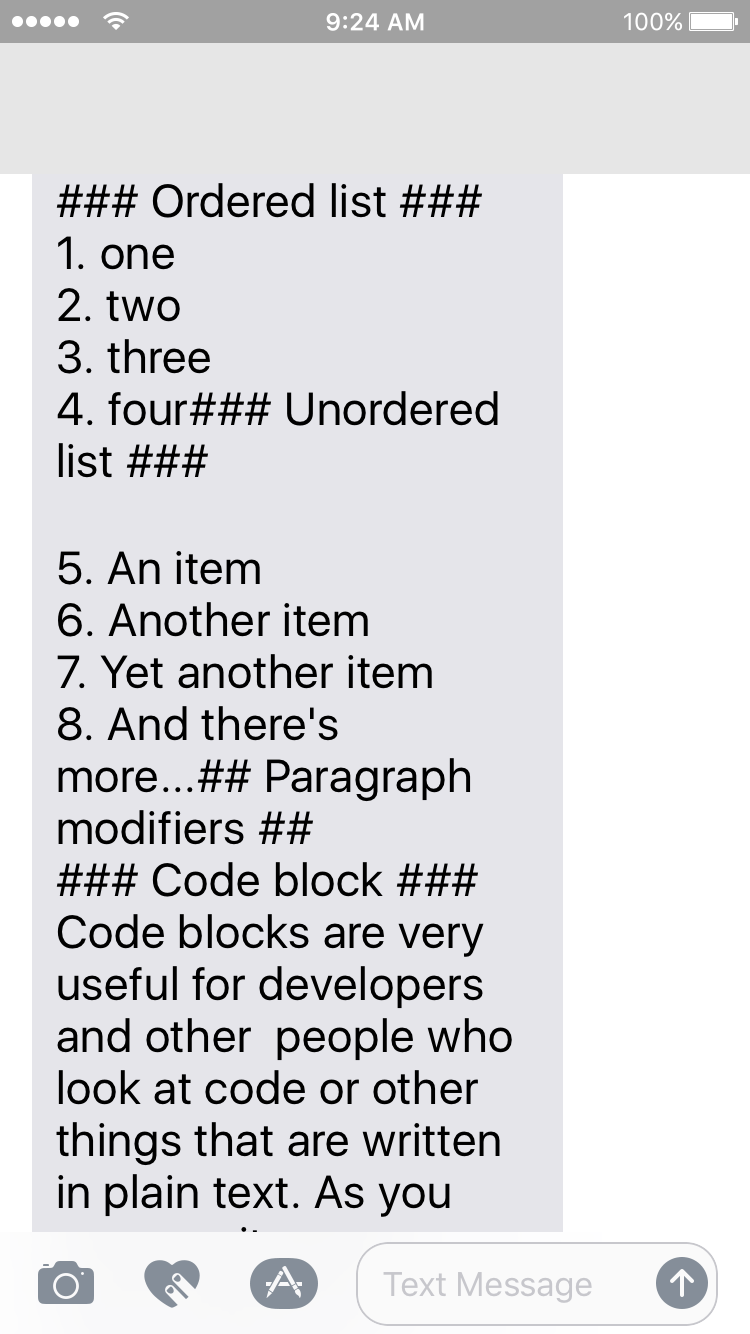 9:24 AM
100%
### Ordered list ###
1. one
2. two
3. three
4. four### Unordered
list ###
5. An item
6. Another item
7. Yet another item
8. And there's
more...## Paragraph
modifiers ##
### Code block ###
Code blocks are very
useful for developers
and other  people who
look at code or other
things that are written
in plain text. As you
Text Message